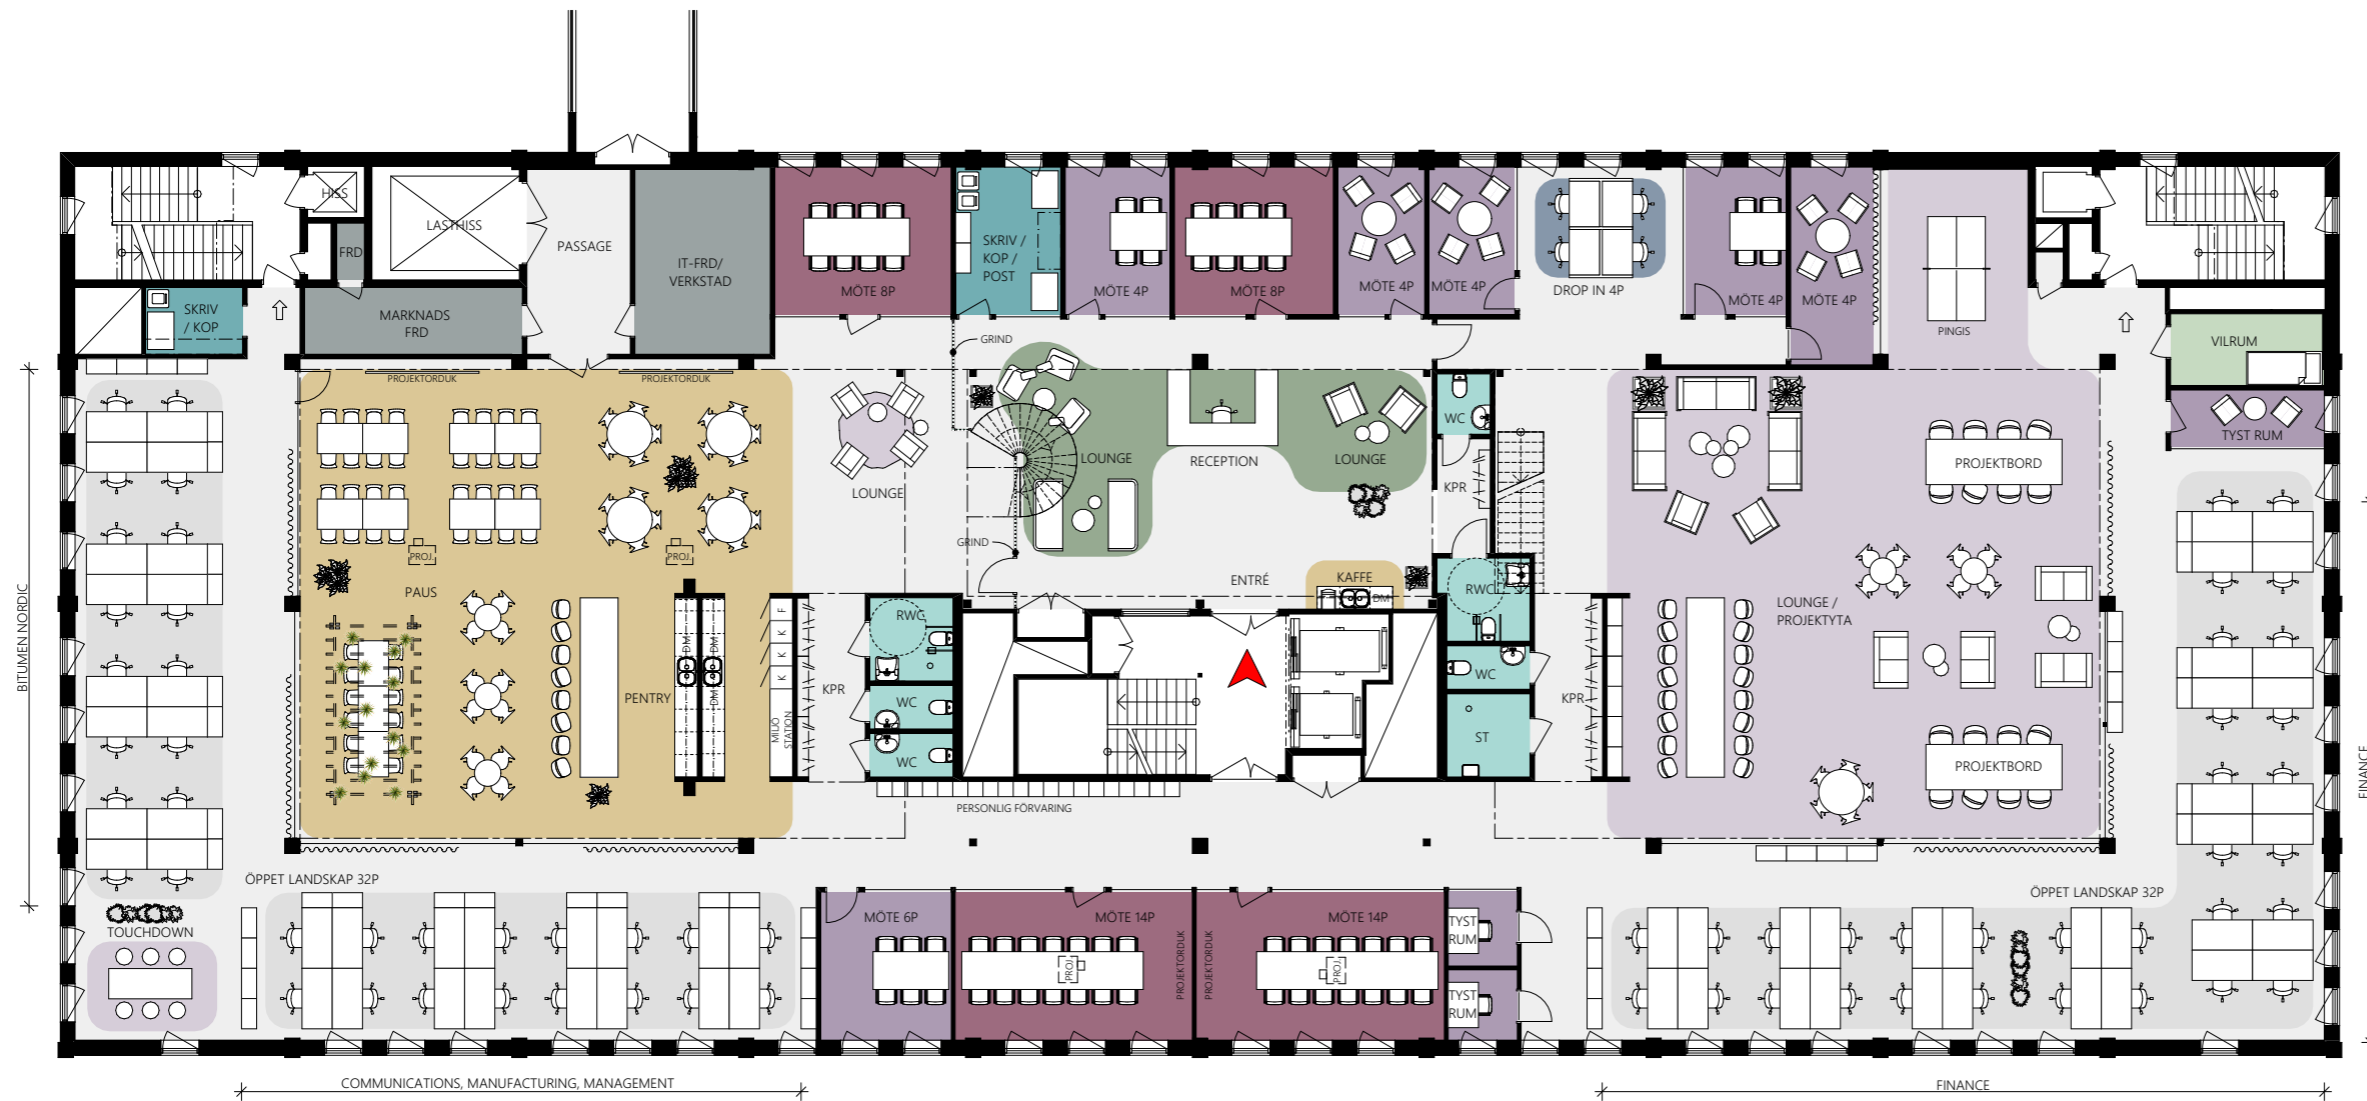 HISS
LASTHISS
FRD
PASSAGE
IT-FRD/
VERKSTAD
MÖTE 8P
SKRIV /
KOP /
POST
MÖTE 4P
MÖTE 8P
MÖTE 4P
MÖTE 4P
DROP IN 4P
MÖTE 4P
MÖTE 4P
PINGIS
VILRUM
TYST RUM
SKRIV
/ KOP
MARKNADS
FRD
GRIND
PROJEKTORDUK
PROJEKTORDUK
LOUNGE
LOUNGE
RECEPTION
LOUNGE
WC
KPR
PROJEKTBORD
GRIND
PROJ.
PROJ.
PAUS
ENTRÉ
KAFFE
DM
RWC
RWC
LOUNGE /
PROJEKTYTA
BITUMEN NORDIC
F
K
K
K
DM
DM
DM
PENTRY
KPR
WC
WC
MILJÖ
STATION
WC
ST
KPR
PROJEKTBORD
FINANCE
PERSONLIG FÖRVARING
ÖPPET LANDSKAP 32P
ÖPPET LANDSKAP 32P
TOUCHDOWN
MÖTE 6P
MÖTE 14P
MÖTE 14P
PROJEKTORDUK
PROJEKTORDUK
PROJ.
PROJ.
TYST
RUM
TYST
RUM
COMMUNICATIONS, MANUFACTURING, MANAGEMENT
FINANCE